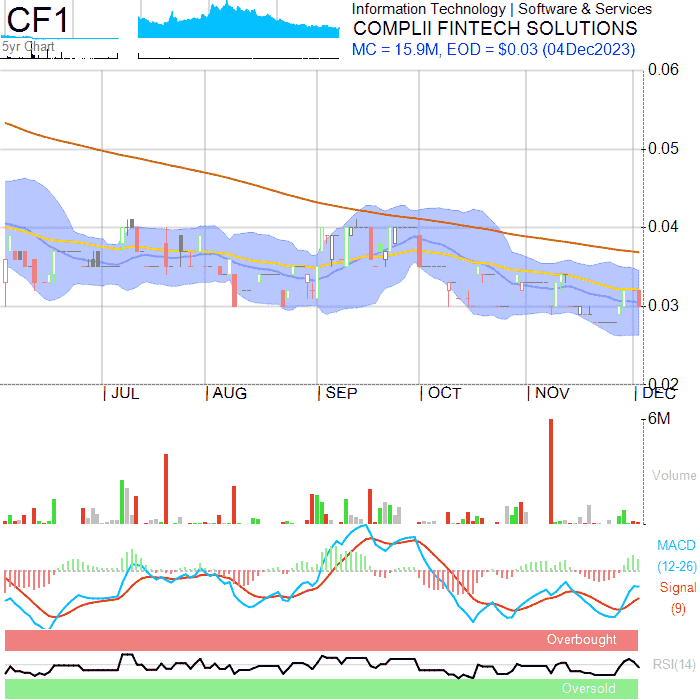 CF1
5yr Chart
Information Technology | Software & Services
COMPLII FINTECH SOLUTIONS
MC = 15.9M, EOD = $0.03 (04Dec2023)
0.06
0.05
0.04
0.03
0.02
JUL AUG SEP OCT NOV DEC
6M
Volume
MACD
(12-26)
Signal
(9)
Overbought
RSI(14)
Oversold